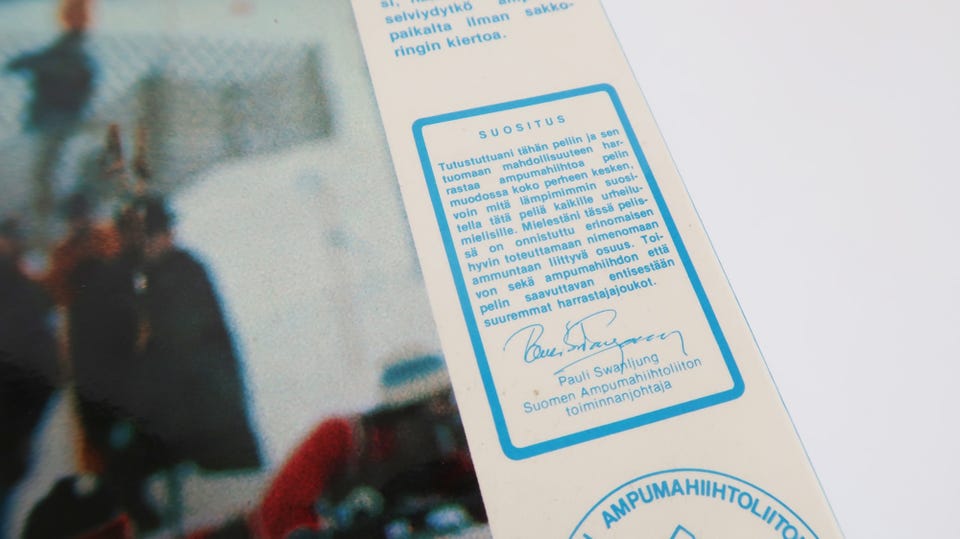 selviydytkö
paikalta ilman sakko-
ringin kiertoa.
SUOSITUS
Tutustuttuani tähän peliin ja sen
tuomaan mahdollisuuteen har-
rastaa ampumahiihtoa pelin
muodossa koko perheen kesken,
voin mitä lämpimimmin suosi-
tella tätä peliä kaikille urheilu-
mielisille. Mielestäni tässä pelis-
sä on onnistuttu erinomaisen
hyvin toteuttamaan nimenomaan
ammuntaan liittyvä osuus. Toi-
von sekä ampumahiihdon että
pelin saavuttavan entisestään
suuremmat harrastajajoukot.
Pauli Swanljung
Suomen Ampumahiihtoliiton
toiminnanjohtaja
AMPUMAHIIHTOLIITON